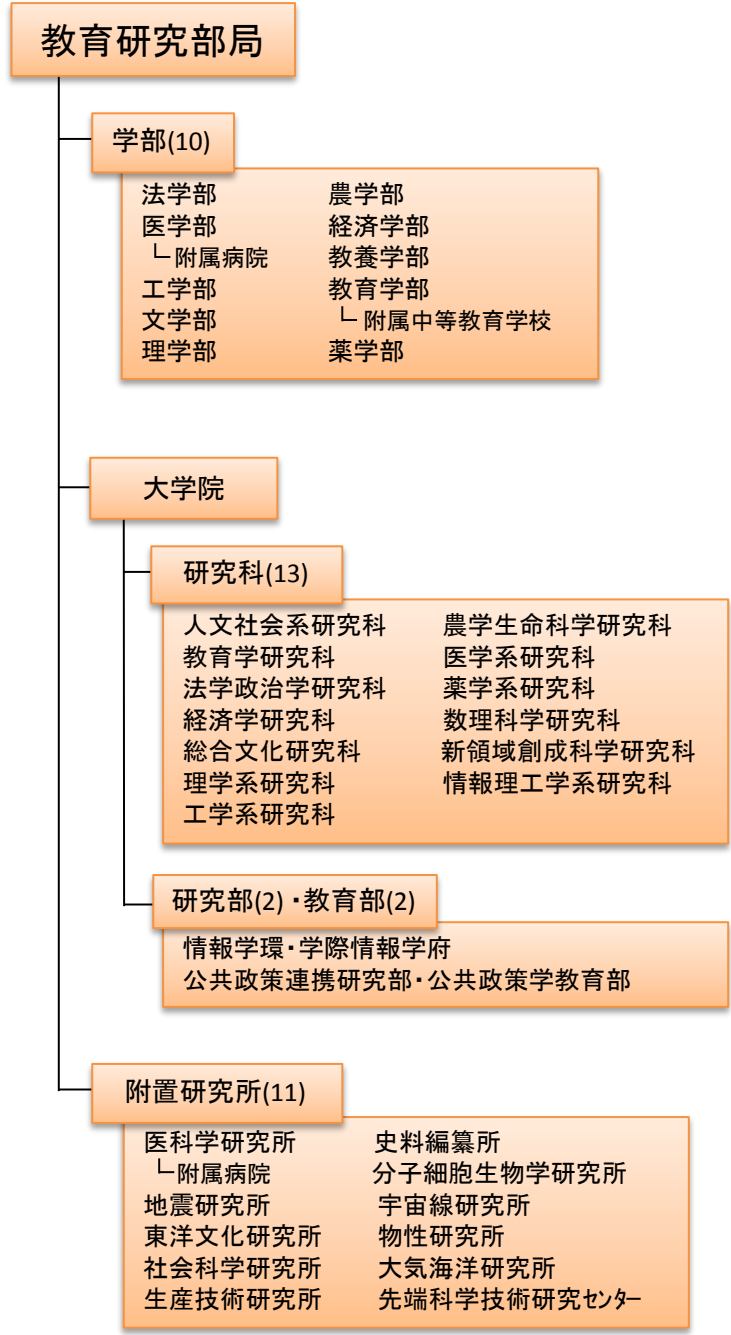 教育研究部局
学部(10)
法学部 農学部
医学部 経済学部
└附属病院 教養学部
工学部 教育学部
文学部 └附属中等教育学校
理学部 薬学部
大学院
研究科(13)
人文社会系研究科 農学生命科学研究科
教育学研究科 医学系研究科
法学政治学研究科 薬学系研究科
経済学研究科 数理科学研究科
総合文化研究科 新領域創成科学研究科
理学系研究科 情報理工学系研究科
工学系研究科
研究部(2)・教育部(2)
情報学環・学際情報学府
公共政策連携研究部・公共政策学教育部
附置研究所(11)
医科学研究所 史料編纂所
└附属病院 分子細胞生物学研究所
地震研究所 宇宙線研究所
東洋文化研究所 物性研究所
社会科学研究所 大気海洋研究所
生産技術研究所 先端科学技術研究ｾﾝﾀｰ